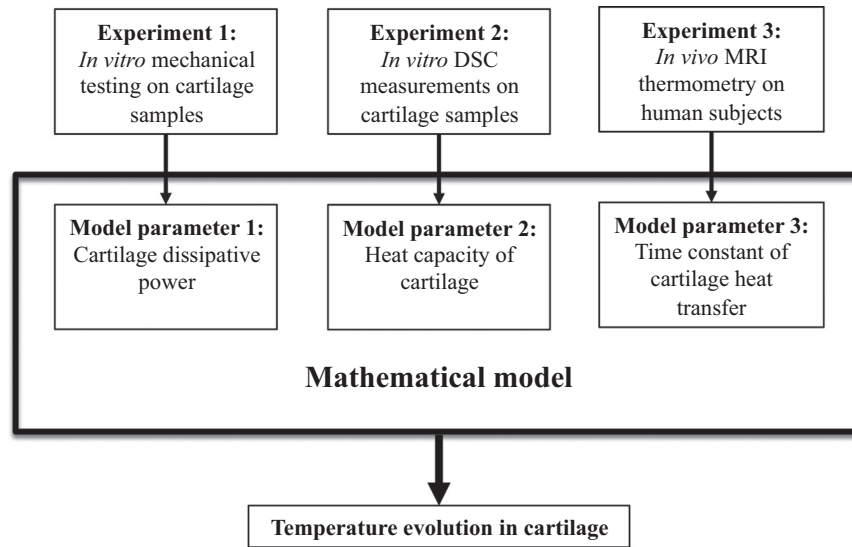 Experiment 1:
In vitro mechanical
testing on cartilage
samples
Experiment 2:
In vitro DSC
measurements on
cartilage samples
Experiment 3:
In vivo MRI
thermometry on
human subjects
Model parameter 1:
Cartilage dissipative
power
Model parameter 2:
Heat capacity of
cartilage
Model parameter 3:
Time constant of
cartilage heat
transfer
Mathematical model
Temperature evolution in cartilage